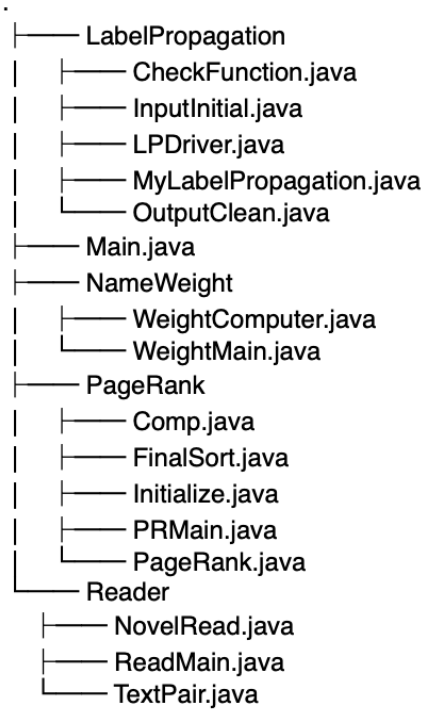 .
├── LabelPropagation
│   ├── CheckFunction.java
│   ├── InputInitial.java
│   ├── LPDriver.java
│   ├── MyLabelPropagation.java
│   └── OutputClean.java
├── Main.java
├── NameWeight
│   ├── WeightComputer.java
│   └── WeightMain.java
├── PageRank
│   ├── Comp.java
│   ├── FinalSort.java
│   ├── Initialize.java
│   ├── PRMain.java
│   └── PageRank.java
└── Reader
    ├── NovelRead.java
    ├── ReadMain.java
    └── TextPair.java